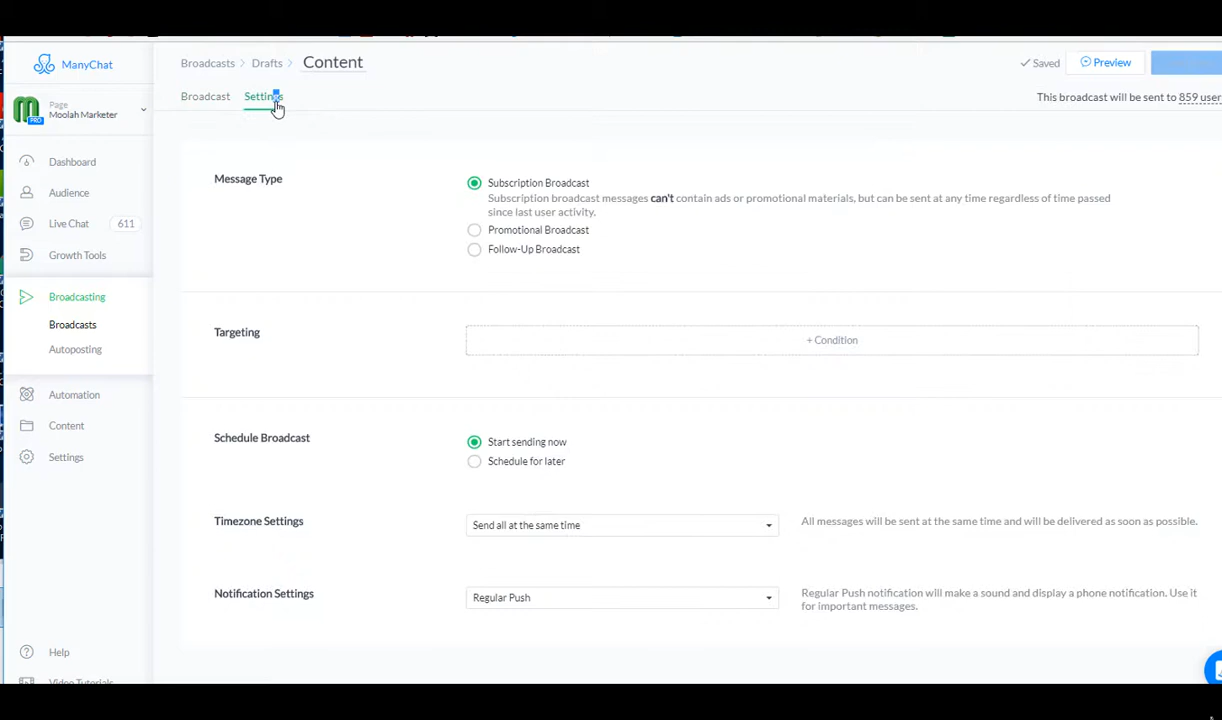 ManyChat
Broadcasts > Drafts > Content
Saved
Preview
Page
Moolah Marketer
PRO
Broadcast
Settings
This broadcast will be sent to 859 user
Dashboard
Audience
Live Chat
611
Growth Tools
Broadcasting
Broadcasts
Autoposting
Automation
Content
Settings
Help
Video Tutorials
Message Type
Subscription Broadcast
Subscription broadcast messages can't contain ads or promotional materials, but can be sent at any time regardless of time passed
since last user activity.
Promotional Broadcast
Follow-Up Broadcast
Targeting
+ Condition
Schedule Broadcast
Start sending now
Schedule for later
Timezone Settings
Send all at the same time
All messages will be sent at the same time and will be delivered as soon as possible.
Notification Settings
Regular Push
Regular Push notification will make a sound and display a phone notification. Use it
for important messages.